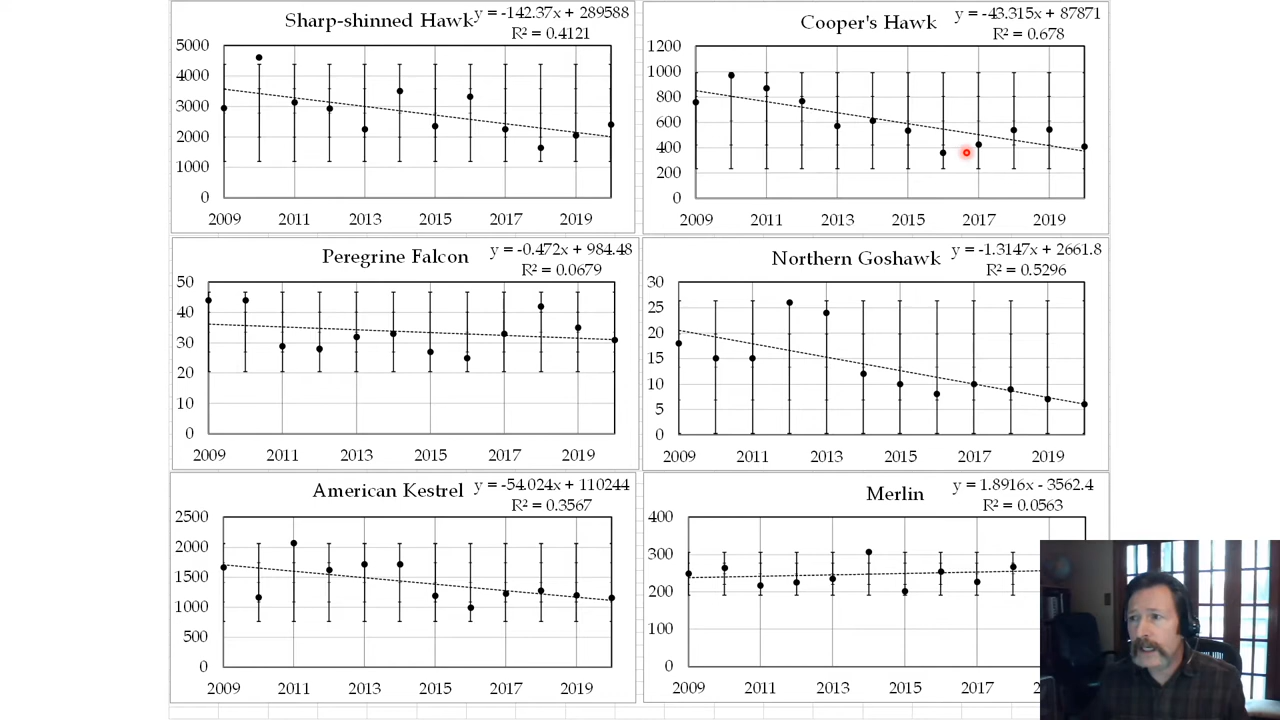 Sharp-shinned Hawk
y = -142.37x + 289588
R² = 0.4121
5000
4000
3000
2000
1000
0
2009 2011 2013 2015 2017 2019
Cooper's Hawk
y = -43.315x + 87871
R² = 0.678
1200
1000
800
600
400
200
0
2009 2011 2013 2015 2017 2019
Peregrine Falcon
y = -0.472x + 984.48
R² = 0.0679
50
40
30
20
10
0
2009 2011 2013 2015 2017 2019
Northern Goshawk
y = -1.3147x + 2661.8
R² = 0.5296
30
25
20
15
10
5
0
2009 2011 2013 2015 2017 2019
American Kestrel
y = -54.024x + 110244
R² = 0.3567
2500
2000
1500
1000
500
0
2009 2011 2013 2015 2017 2019
Merlin
y = 1.8916x - 3562.4
R² = 0.0563
400
300
200
100
0
2009 2011 2013 2015 2017 2019